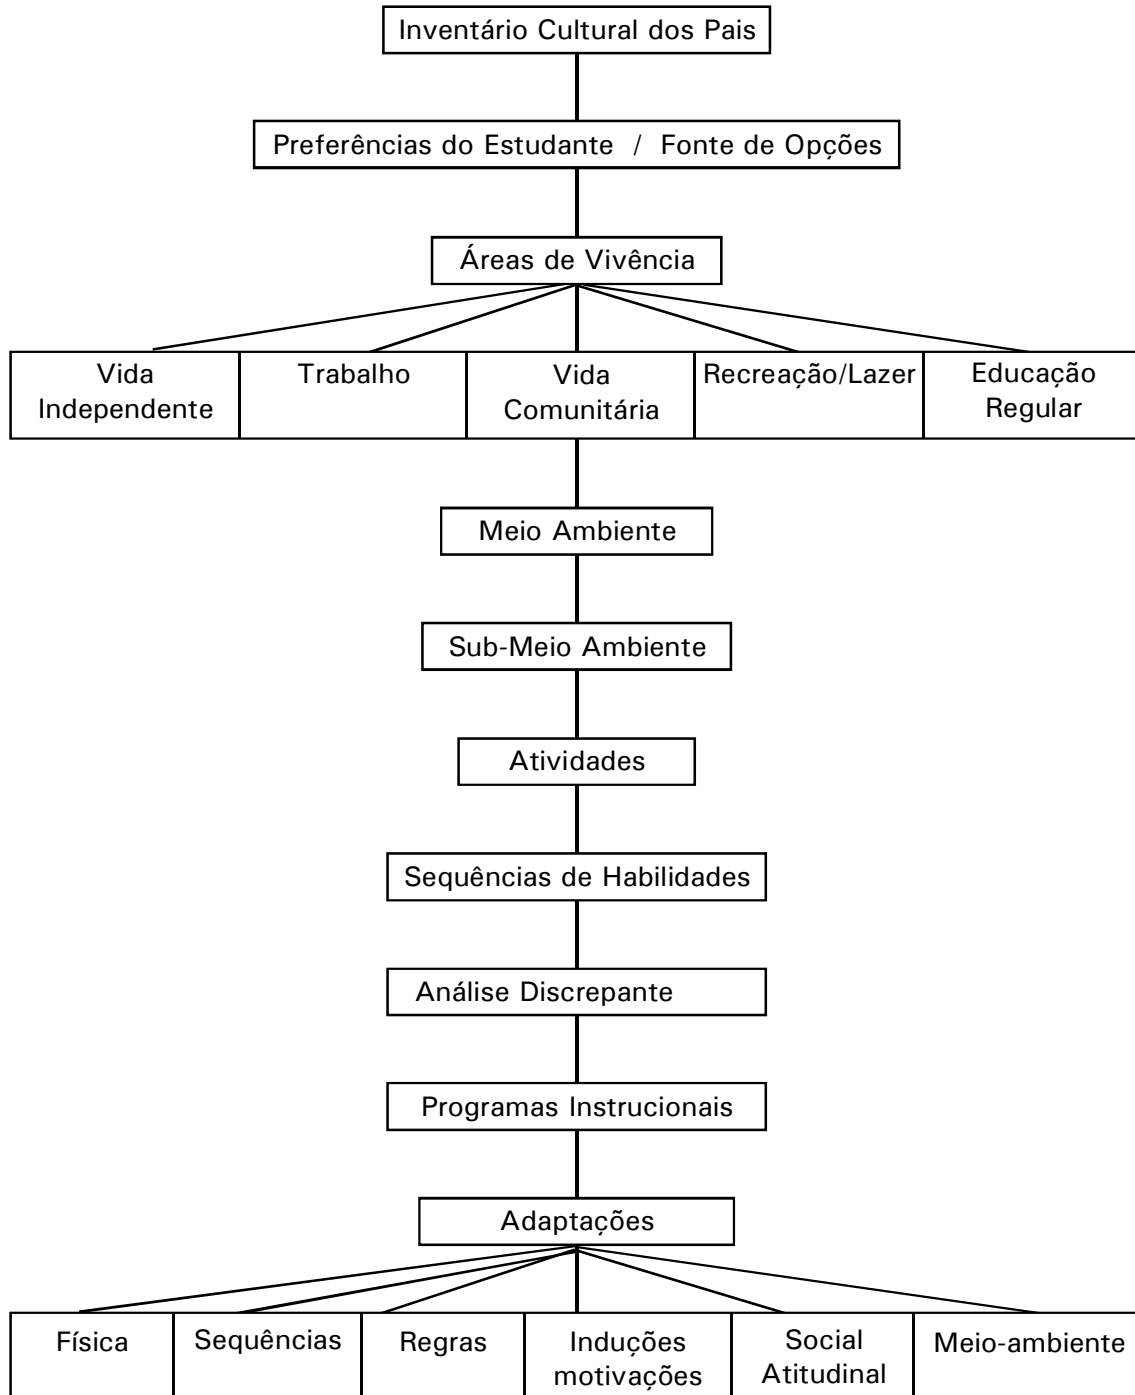 Inventário Cultural dos Pais
Preferências do Estudante / Fonte de Opções
Áreas de Vivência
Vida
Independente
Trabalho
Vida
Comunitária
Recreação/Lazer
Educação
Regular
Meio Ambiente
Sub-Meio Ambiente
Atividades
Sequências de Habilidades
Análise Discrepante
Programas Instrucionais
Adaptações
Física
Sequências
Regras
Induções
motivações
Social
Atitudinal
Meio-ambiente